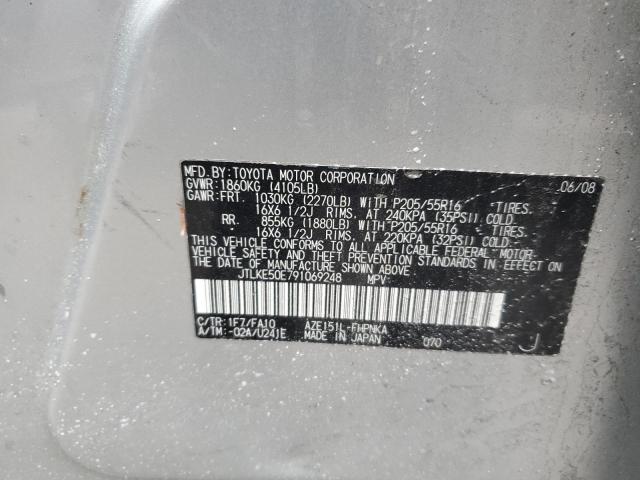 MFD.BY:TOYOTA MOTOR CORPORATION 06/08
GVWR:1860KG (4105LB)
GAWR:FRT. 1030KG (2270LB) WITH P205/55R16 TIRES.
16X6 1/2J RIMS. AT 240KPA (35PSI) COLD.
RR. 855KG (1880LB) WITH P205/55R16 TIRES.
16X6 1/2J RIMS. AT 220KPA (32PSI) COLD.
THIS VEHICLE CONFORMS TO ALL APPLICABLE FEDERAL MOTOR
VEHICLE SAFETY AND THEFT PREVENTION STANDARDS IN EFFECT
ON THE DATE OF MANUFACTURE SHOWN ABOVE.
JTLKE50E791069248 MPV
C/TR:1F7/FA10 AZE151L-FHPNKA
A/TM:-02A/U241E MADE IN JAPAN 070 J